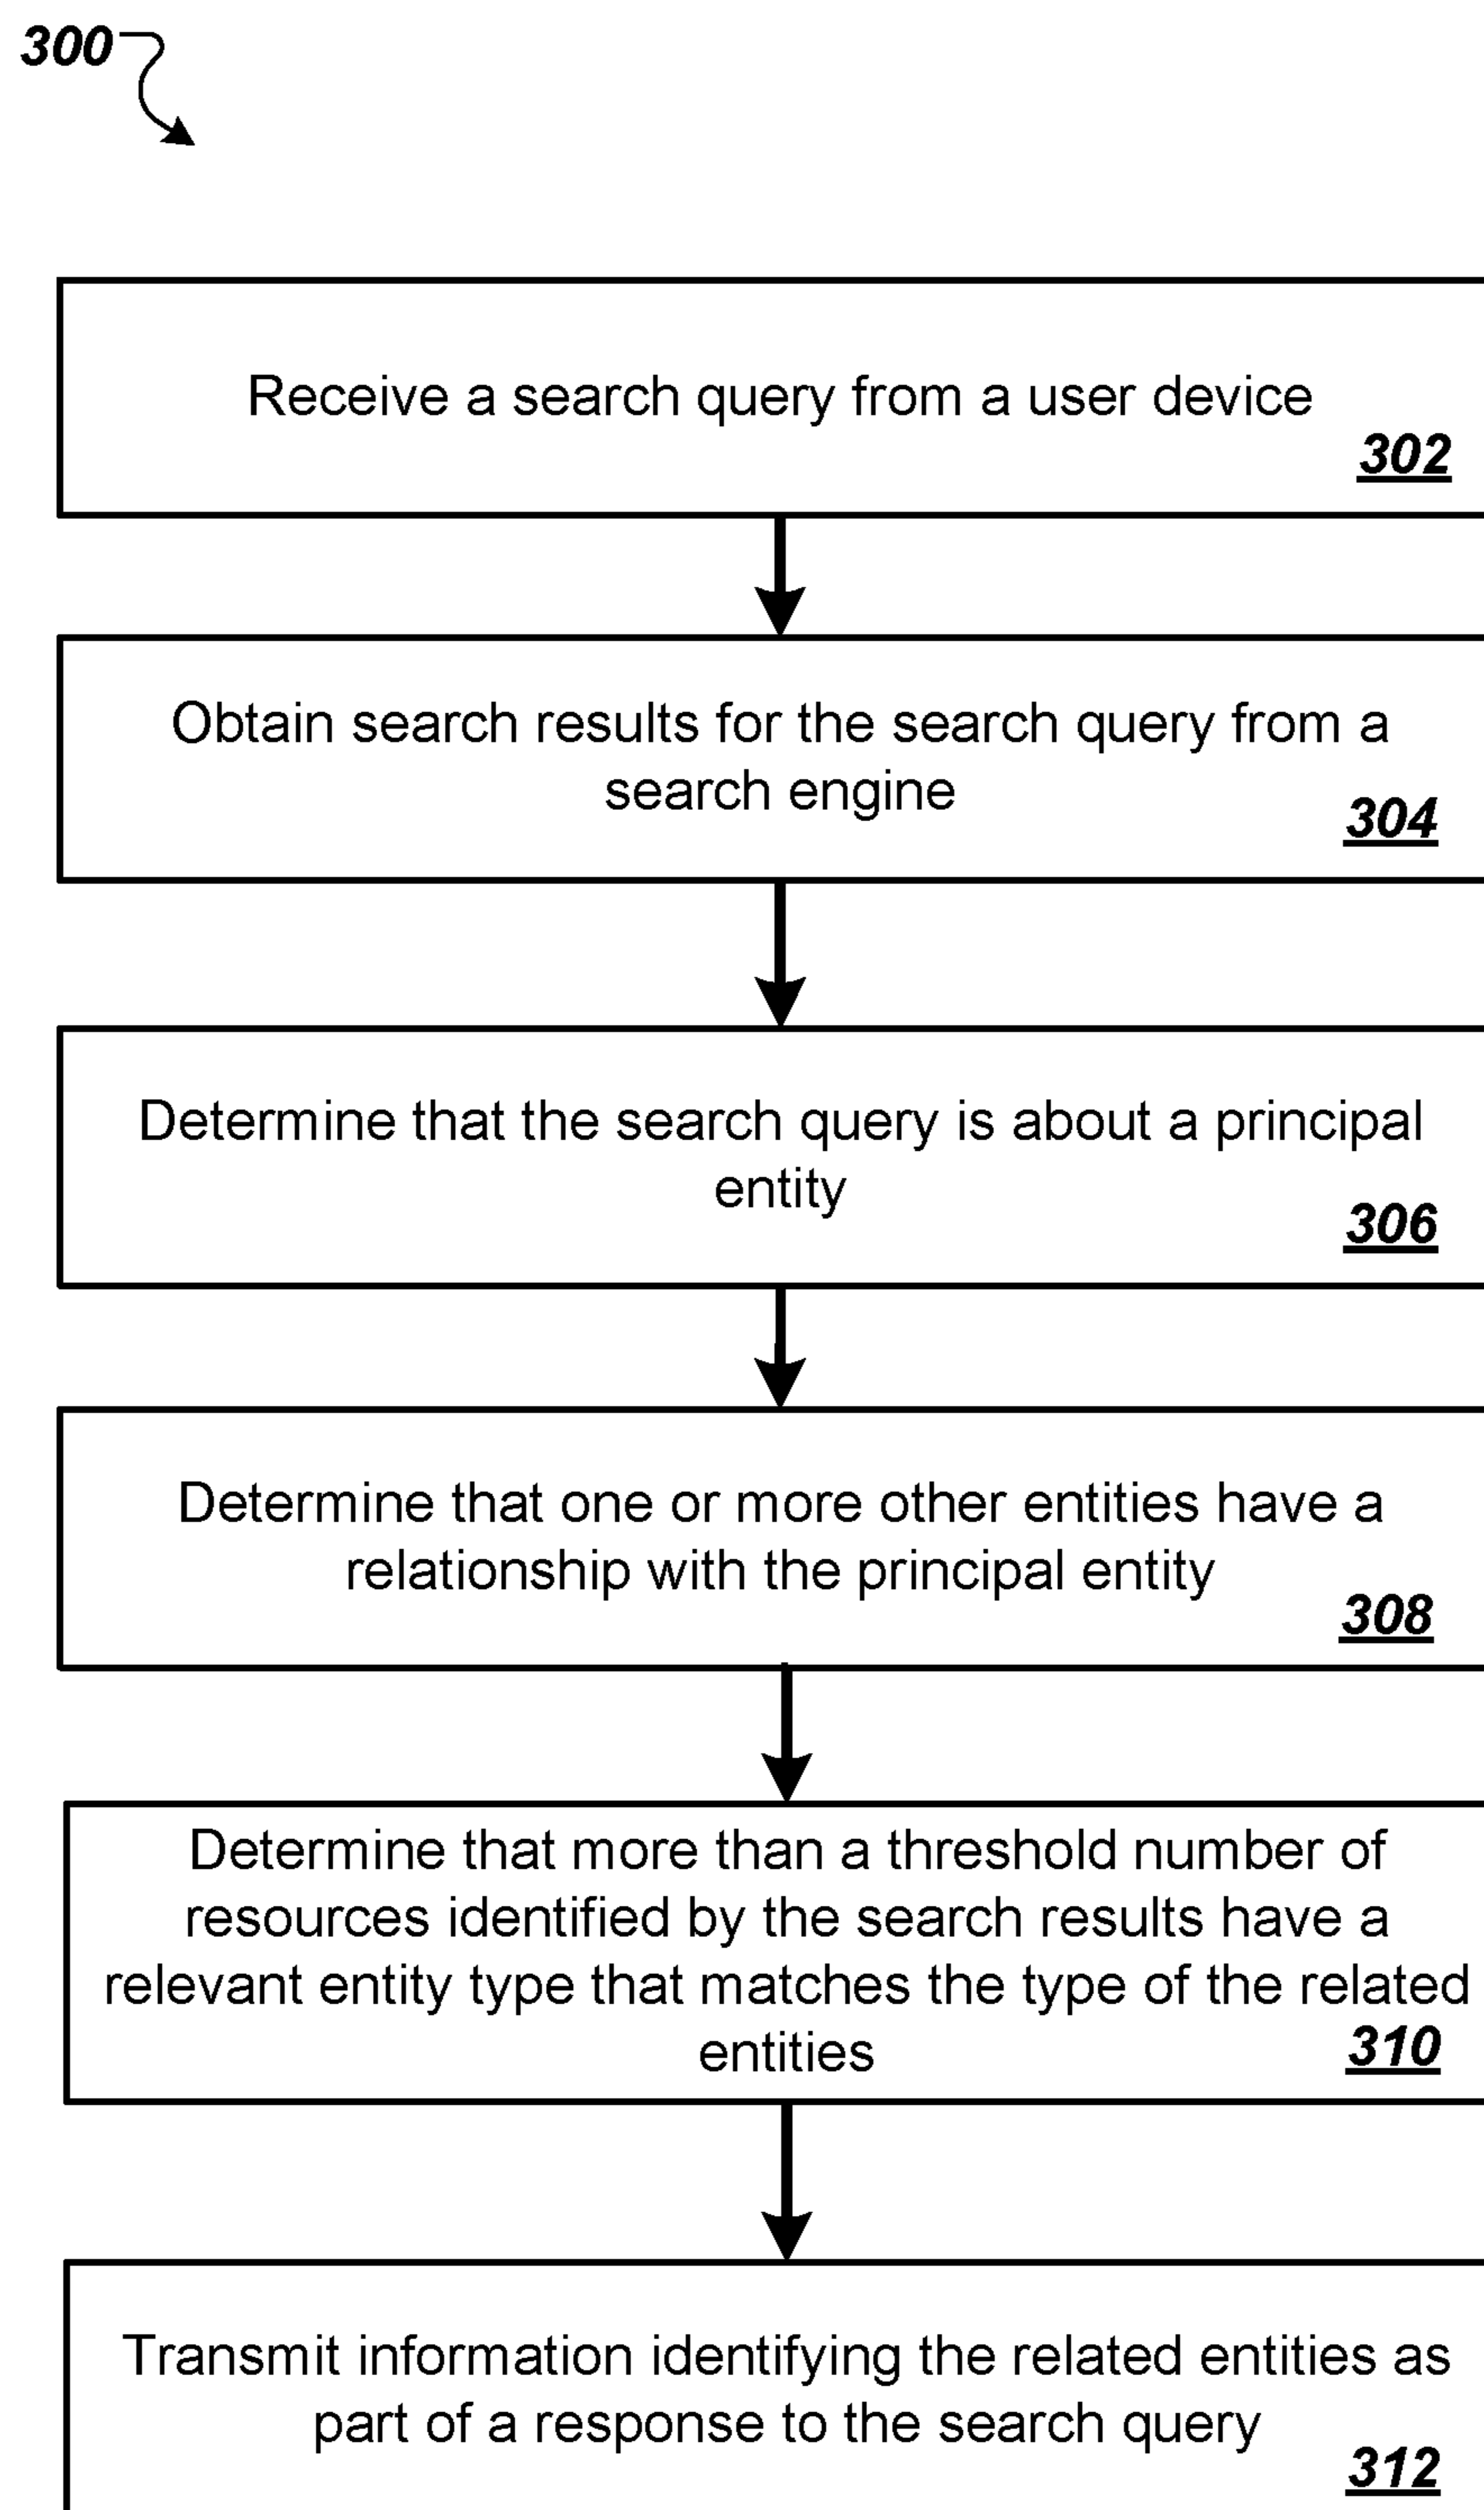 300
Receive a search query from a user device
302
Obtain search results for the search query from a
search engine
304
Determine that the search query is about a principal
entity
306
Determine that one or more other entities have a
relationship with the principal entity
308
Determine that more than a threshold number of
resources identified by the search results have a
relevant entity type that matches the type of the related
entities
310
Transmit information identifying the related entities as
part of a response to the search query
312